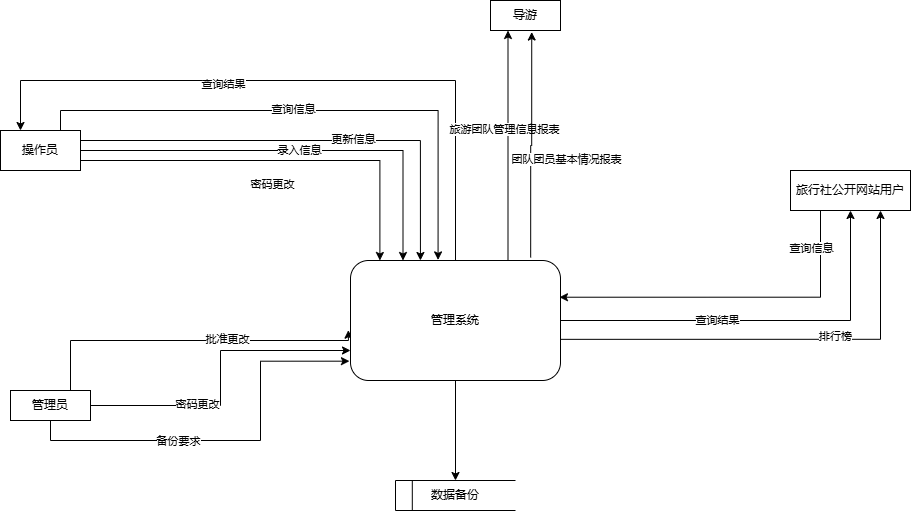 导游
查询结果
查询信息
旅游团队管理信息报表
操作员
更新信息
录入信息
团队团员基本情况报表
密码更改
旅行社公开网站用户
查询信息
管理系统
查询结果
排行榜
批准更改
管理员
密码更改
备份要求
数据备份